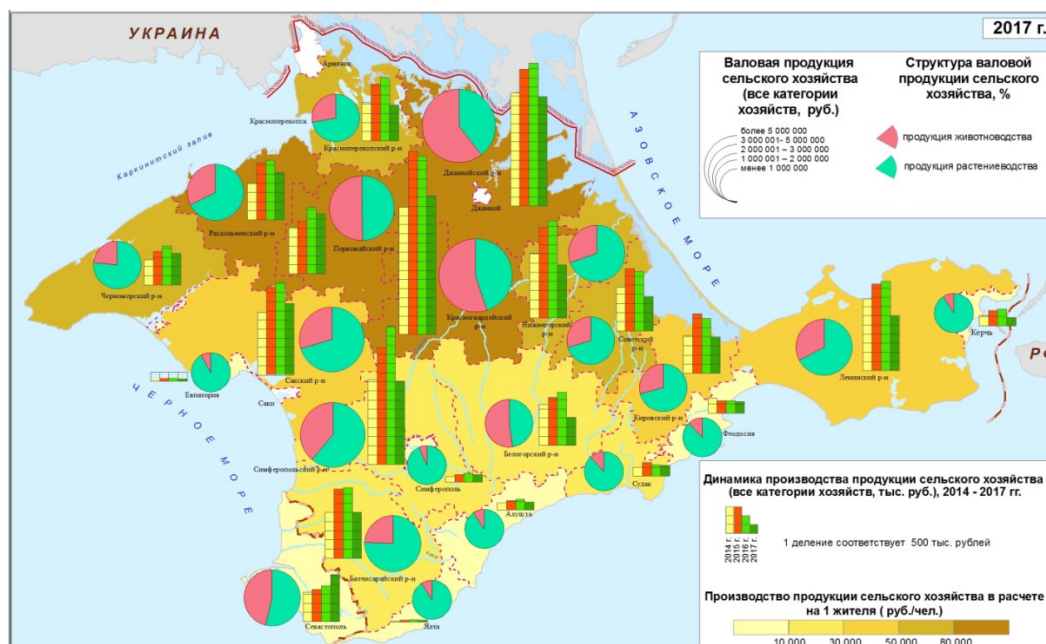 УКРАИНА
2017 г.
Валовая продукция
сельского хозяйства
(все категории
хозяйств, руб.)
более 5 000 000
3 000 001- 5 000 000
2 000 001 – 3 000 000
1 000 001 – 2 000 000
менее 1 000 000
Структура валовой
продукции сельского
хозяйства, %
продукция животноводства
продукция растениеводства
Армянск
Красноперекопск
Красноперекопский р-н
Каркинитский залив
Джанкойский р-н
Джанкой
АЗОВСКОЕ МОРЕ
Раздольненский р-н
Первомайский р-н
Черноморский р-н
Красногвардейский
р-н
Нижнегорский р-н
Советский
р-н
Керчь
РФ
Ленинский р-н
Сакский р-н
Евпатория
Саки
ЧЕРНОЕ МОРЕ
Кировский р-н
Феодосия
Белогорский р-н
Симферопольский р-н
Симферополь
Судак
Алушта
Бахчисарайский р-н
Севастополь
Ялта
Динамика производства продукции сельского хозяйства
(все категории хозяйств, тыс. руб.), 2014 - 2017 гг.
2014 г.
2015 г.
2016 г.
2017 г.
1 деление соответствует 500 тыс. рублей
Производство продукции сельского хозяйства в расчете
на 1 жителя ( руб./чел.)
10 000 30 000 50 000 80 000